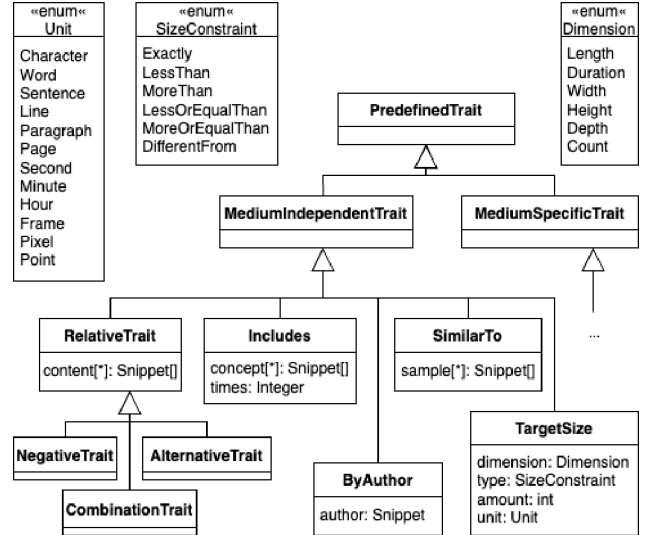 «enum«
Unit
Character
Word
Sentence
Line
Paragraph
Page
Second
Minute
Hour
Frame
Pixel
Point
«enum«
SizeConstraint
Exactly
LessThan
MoreThan
LessOrEqualThan
MoreOrEqualThan
DifferentFrom
«enum«
Dimension
Length
Duration
Width
Height
Depth
Count
PredefinedTrait
MediumIndependentTrait
MediumSpecificTrait
...
RelativeTrait
content[*]: Snippet[]
Includes
concept[*]: Snippet[]
times: Integer
SimilarTo
sample[*]: Snippet[]
NegativeTrait
AlternativeTrait
CombinationTrait
ByAuthor
author: Snippet
TargetSize
dimension: Dimension
type: SizeConstraint
amount: int
unit: Unit